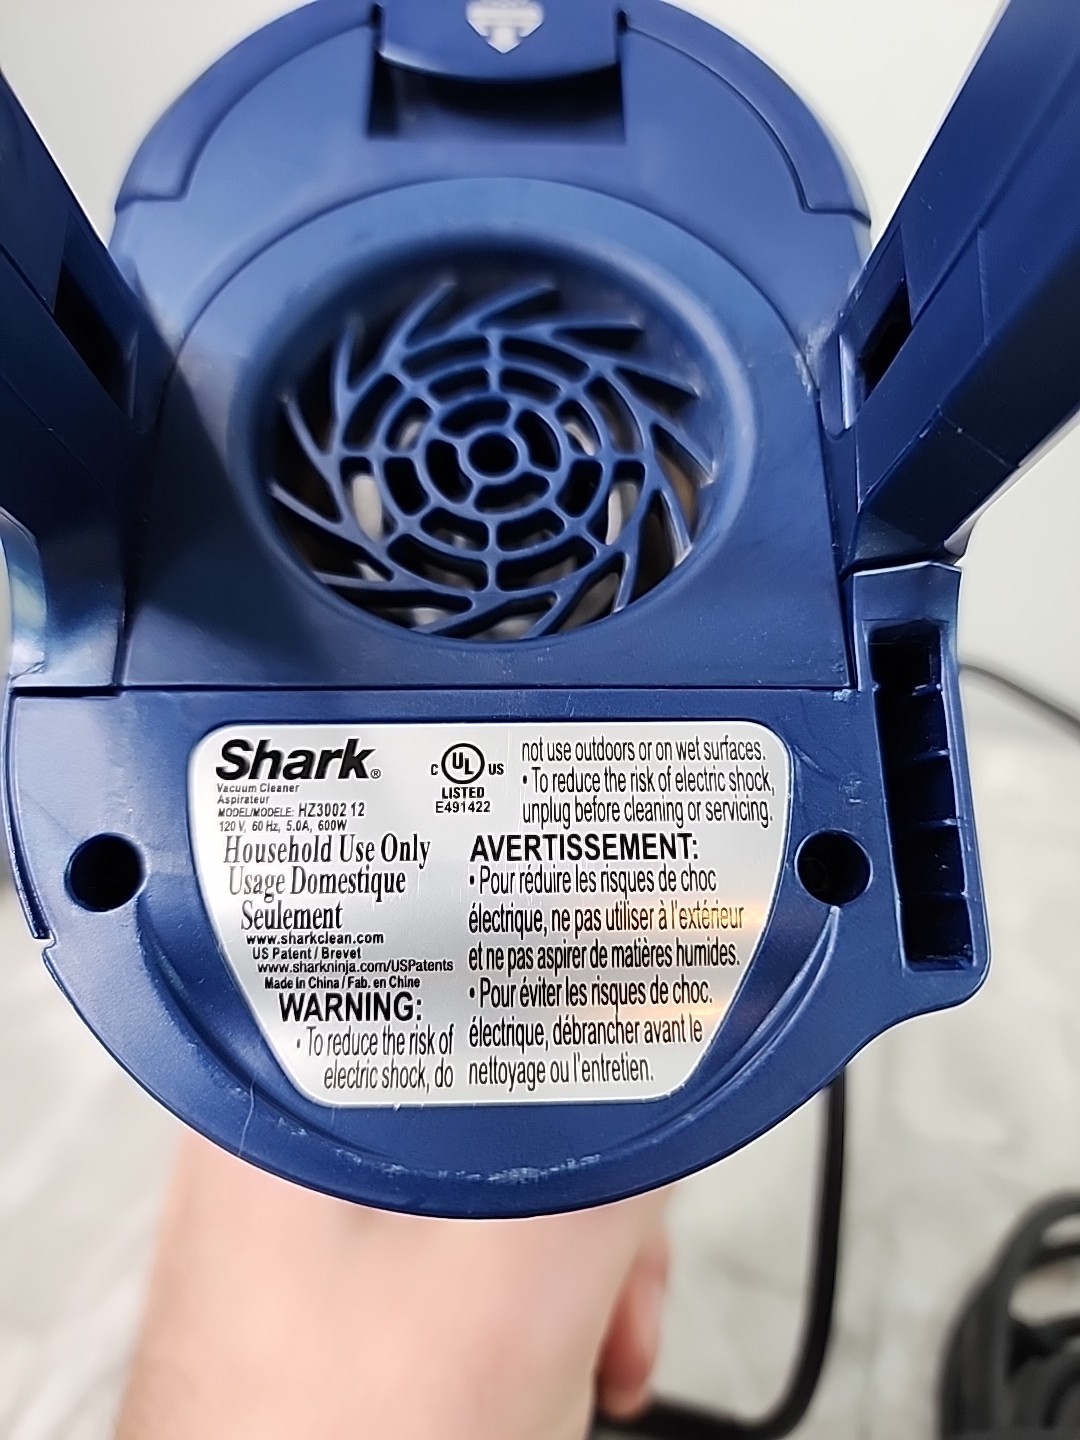 Shark®
Vacuum Cleaner
Aspirateur
MODEL/MODELE: HZ3002 12
120 V, 60 Hz, 5.0A, 600W
Household Use Only
Usage Domestique
Seulement
www.sharkclean.com
US Patent / Brevet
www.sharkninja.com/USPatents
Made in China / Fab. en Chine
WARNING:
• To reduce the risk of
electric shock, do
C UL US
LISTED
E491422
not use outdoors or on wet surfaces.
• To reduce the risk of electric shock,
unplug before cleaning or servicing.
AVERTISSEMENT:
• Pour réduire les risques de choc
électrique, ne pas utiliser à l'extérieur
et ne pas aspirer de matières humides.
• Pour éviter les risques de choc.
électrique, débrancher avant le
nettoyage ou l'entretien.